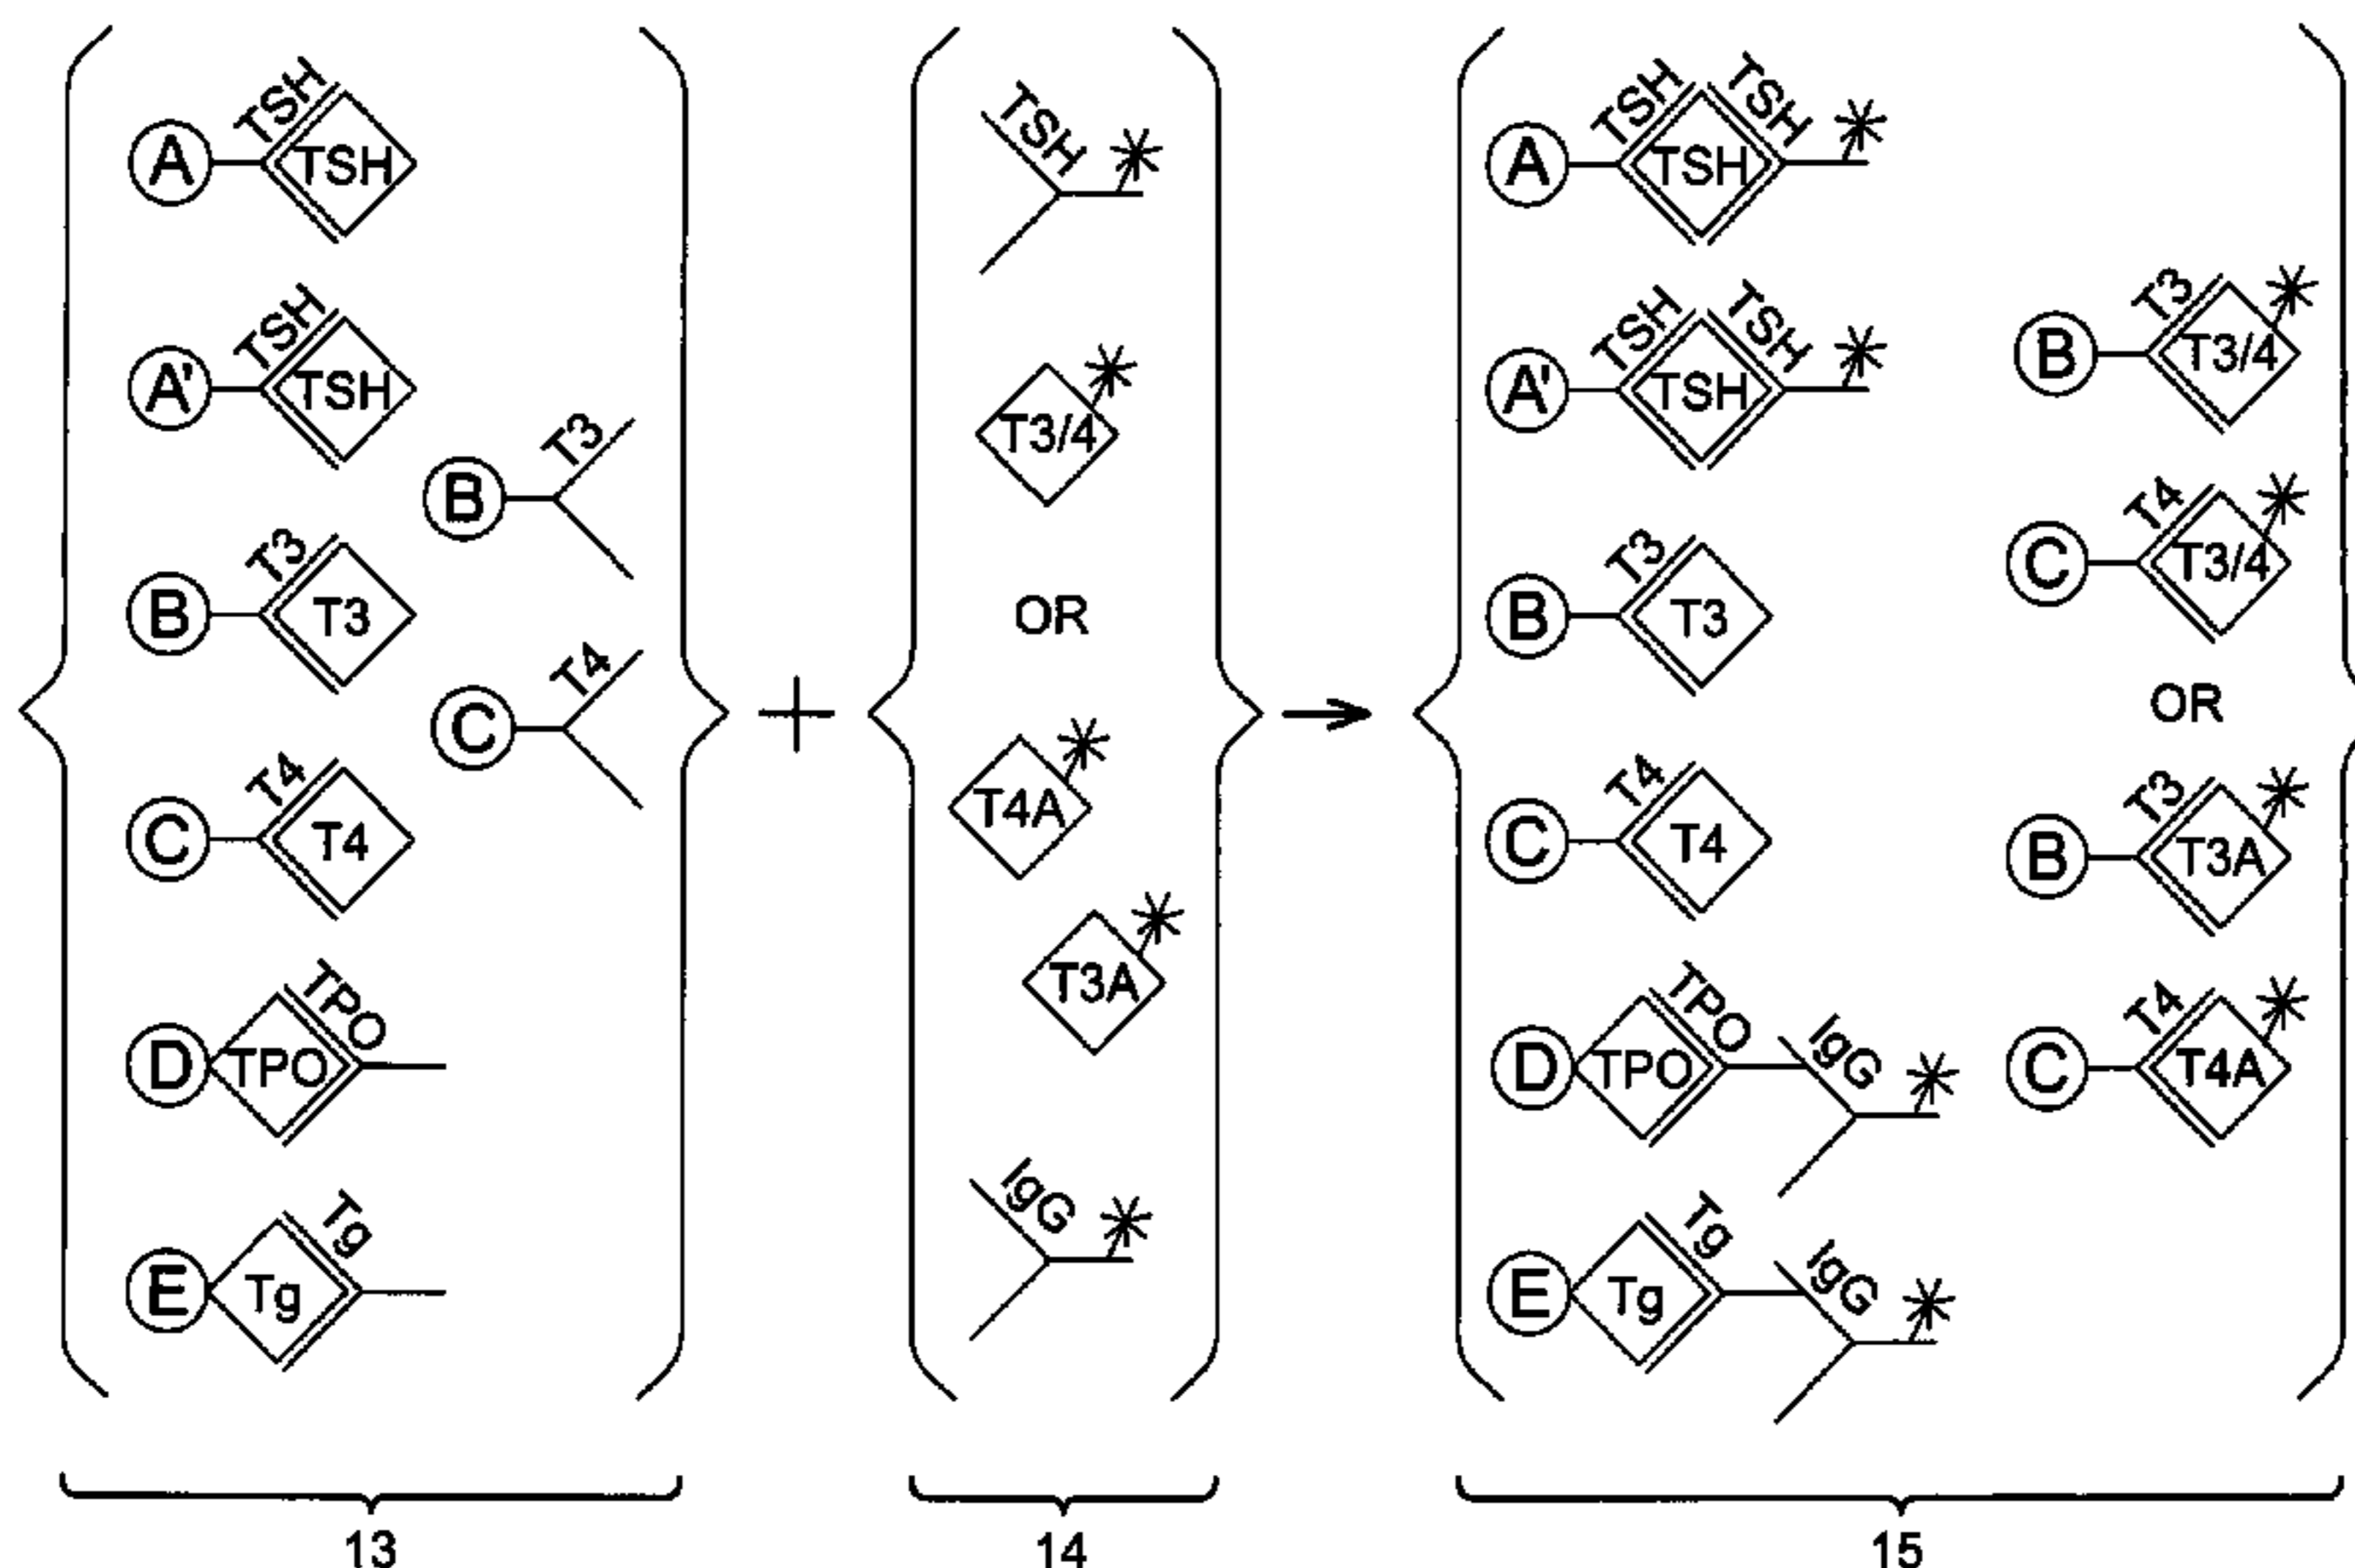 TSH
A TSH
TSH
A' TSH
T3
B
T3
B T3
T4
C
T4
C T4
TPO
D TPO
Tg
E Tg
+
TSH
T3/4
OR
T4A
T3A
IgG
TSH TSH
A TSH
TSH TSH
A' TSH
T3
B T3
T4
C T4
TPO IgG
D TPO
Tg IgG
E Tg
T3
B T3/4
T4
C T3/4
OR
T3
B T3A
T4
C T4A
13 14 15